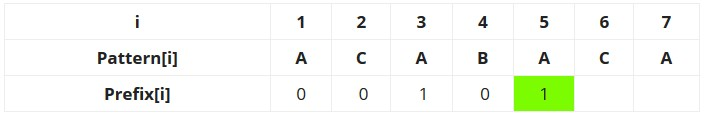 i 1 2 3 4 5 6 7
Pattern[i] A C A B A C A
Prefix[i] 0 0 1 0 1